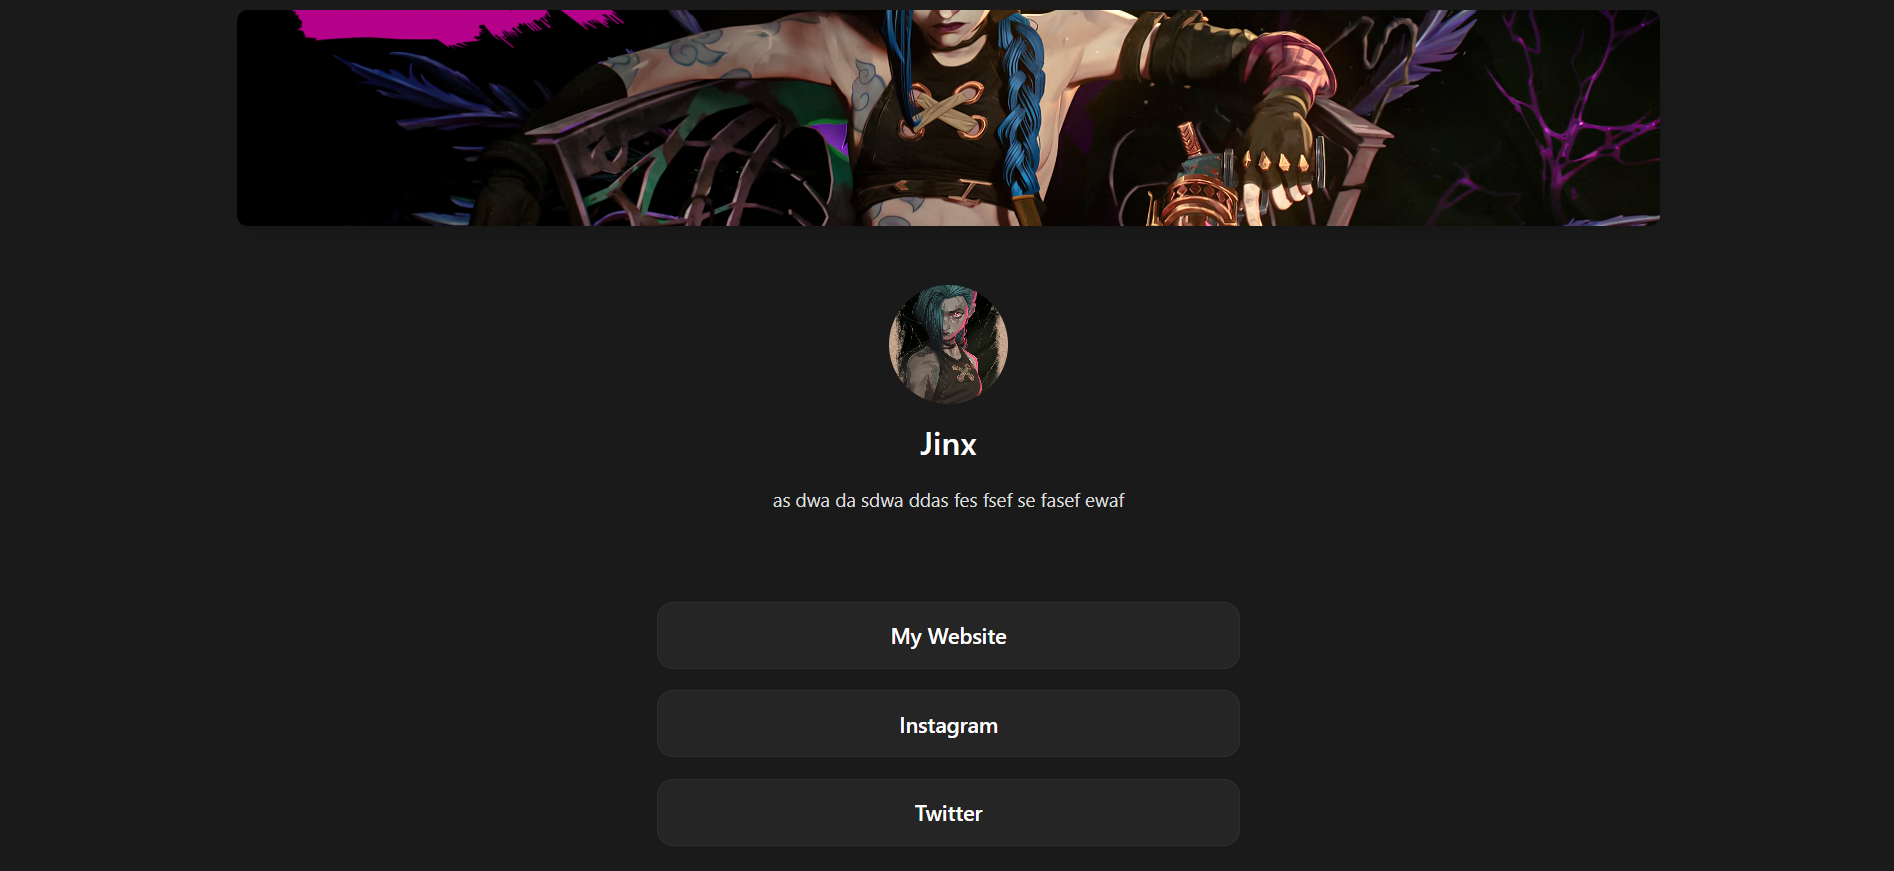 Jinx
as dwa da sdwa ddas fes fsef se fasef ewaf
My Website
Instagram
Twitter